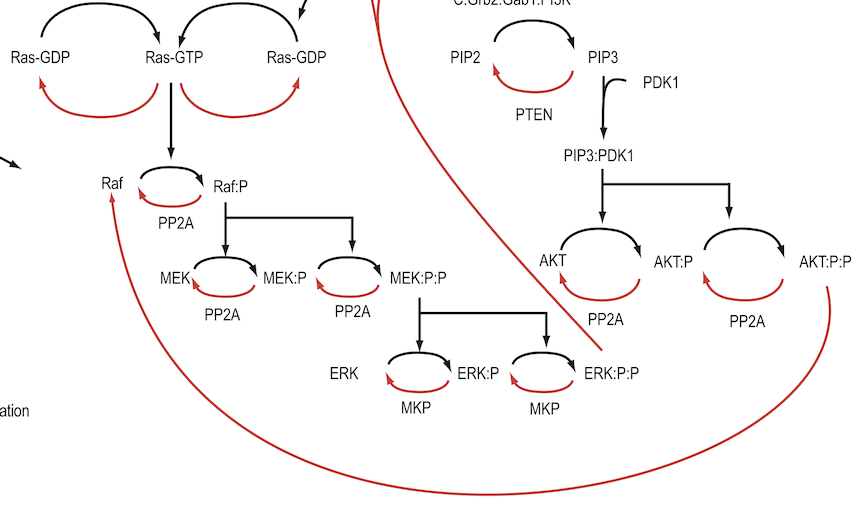 C:Grb2:Gab1:PI3K
Ras-GDP
Ras-GTP
Ras-GDP
PIP2
PIP3
PTEN
PDK1
PIP3:PDK1
Raf
Raf:P
PP2A
MEK
MEK:P
MEK:P:P
PP2A
PP2A
AKT
AKT:P
AKT:P:P
PP2A
PP2A
ERK
ERK:P
ERK:P:P
MKP
MKP
ation